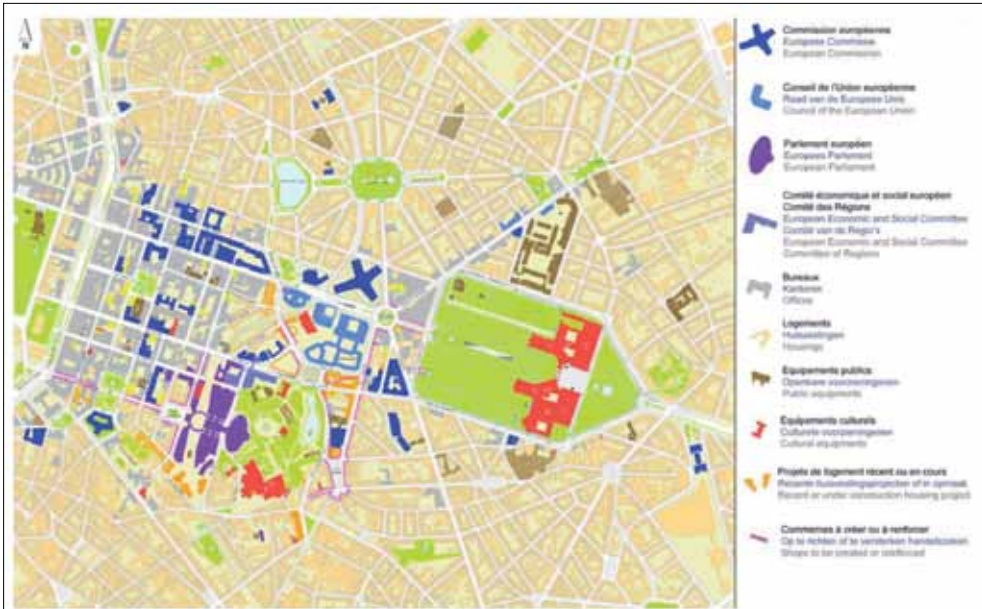 N
Commission européenne
Europese Commissie
European Commission
Conseil de l'Union européenne
Raad van de Europese Unie
Council of the European Union
Parlement européen
Europees Parlement
European Parliament
Comité économique et social européen
Comité des Régions
European Economic and Social Committee
Comité van de Regio's
European Economic and Social Committee
Committee of Regions
Bureaux
Kantoren
Offices
Logements
Huisvestingen
Housings
Equipements publics
Openbare voorzieningen
Public equipments
Equipements culturels
Culturele voorzieningen
Cultural equipments
Projets de logement récent ou en cours
Recente huisvestingsprojecten of in opmaak
Recent or under construction housing project
Commerces à créer ou à renforcer
Op te richten of te versterken handelszaken
Shops to be created or reinforced